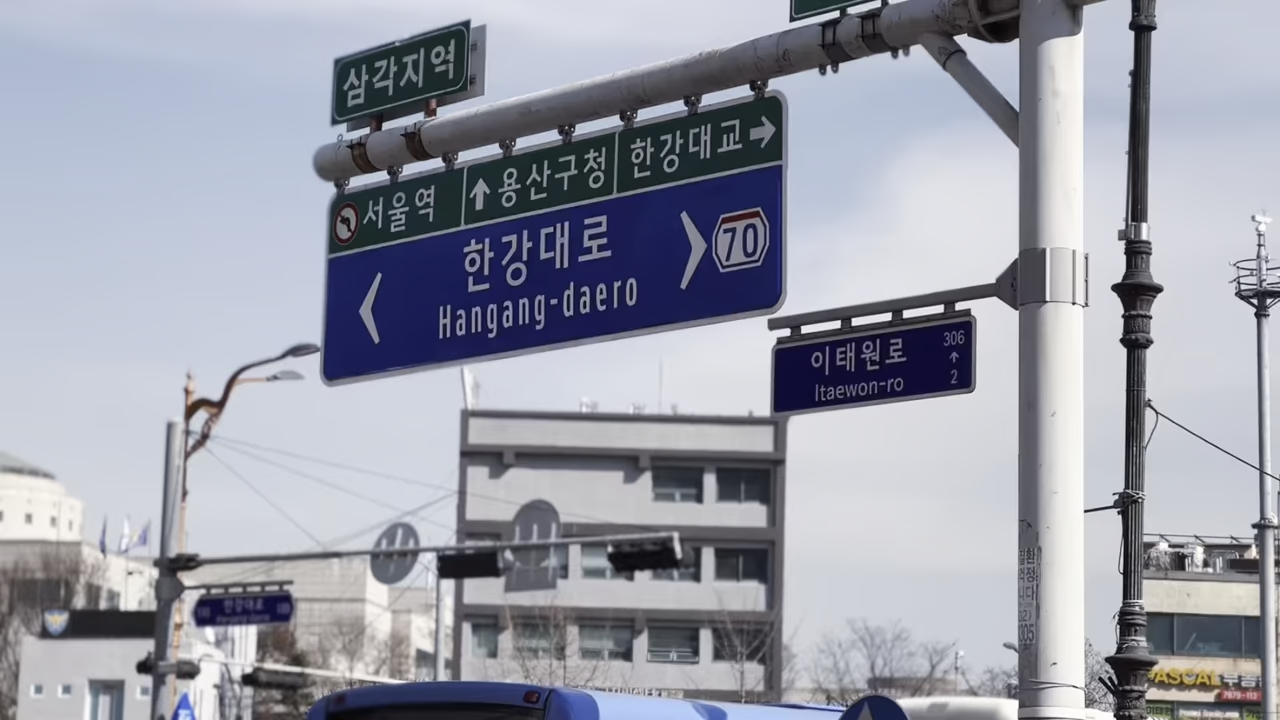 삼각지역
서울역
용산구청
한강대교
한강대로
Hangang-daero
70
이태원로
Itaewon-ro
306
2
한강대로
ASCAL